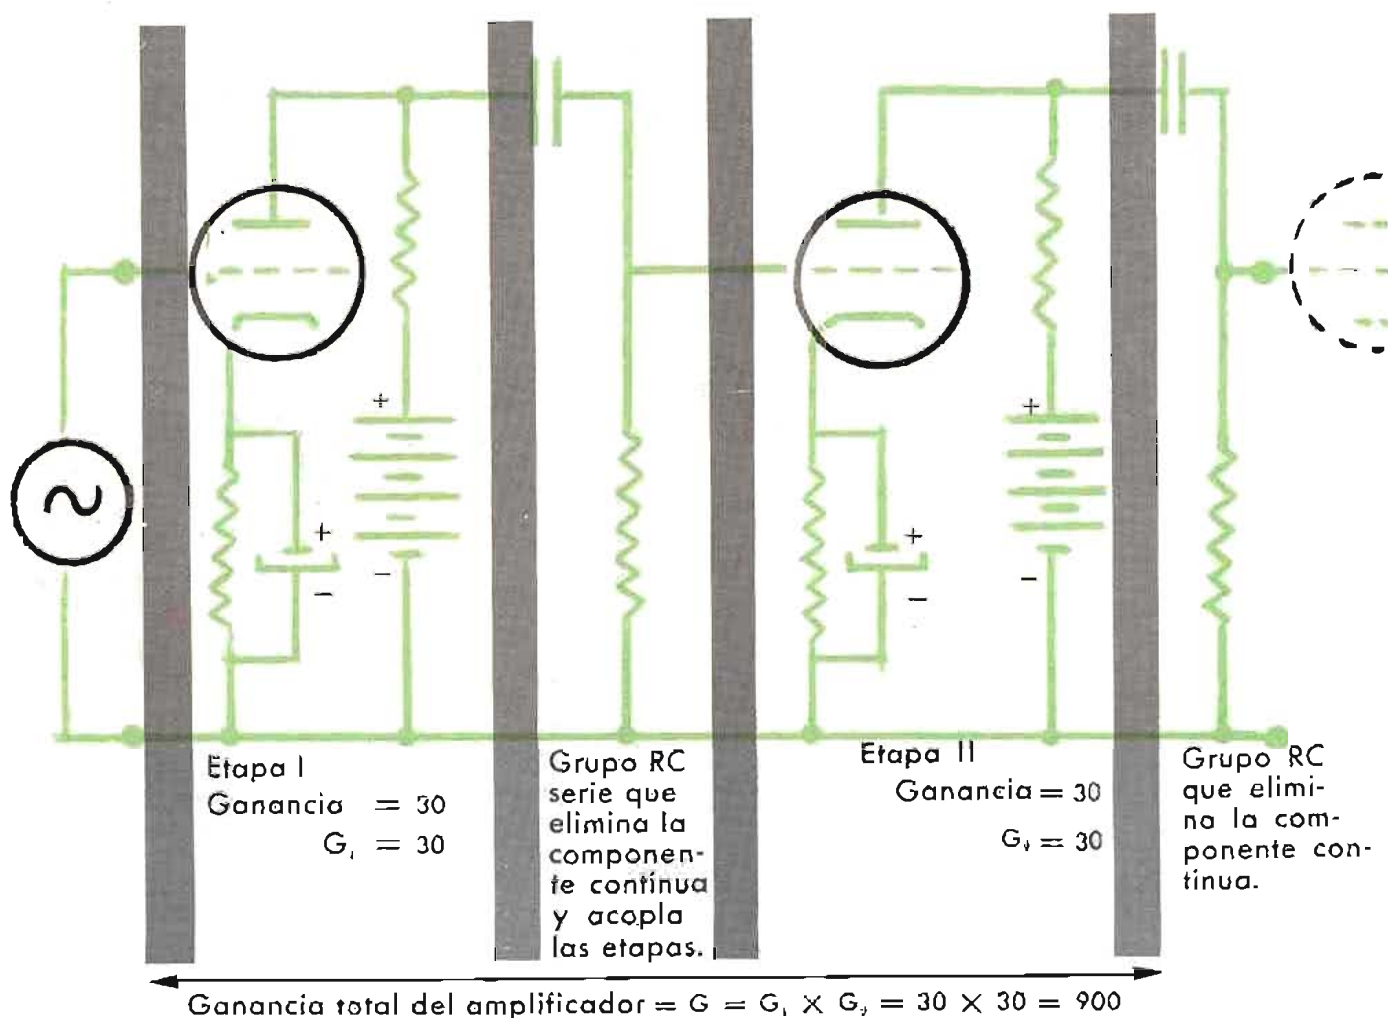 +
+
+
−
−
+
−
−
Etapa I
Ganancia = 30
G₁ = 30
Grupo RC
serie que
elimina la
componen-
te contínua
y acopla
las etapas.
Etapa II
Ganancia = 30
G₂ = 30
Grupo RC
que elimi-
na la com-
ponente con-
tínua.
Ganancia total del amplificador = G = G₁ × G₂ = 30 × 30 = 900